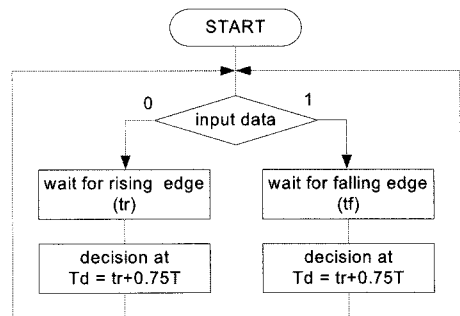 START
0
1
input data
wait for rising edge
(tr)
wait for falling edge
(tf)
decision at
Td = tr+0.75T
decision at
Td = tr+0.75T